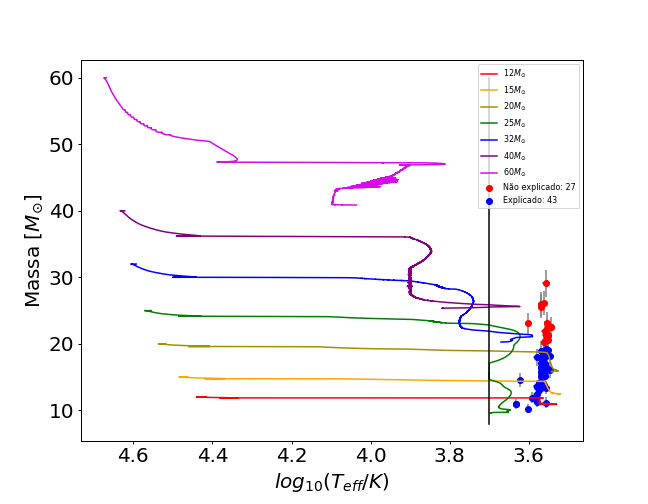 60
50
40
30
20
10
Massa [M⊙]
4.6 4.4 4.2 4.0 3.8 3.6
log10(Teff/K)
12M⊙
15M⊙
20M⊙
25M⊙
32M⊙
40M⊙
60M⊙
Não explicado: 27
Explicado: 43